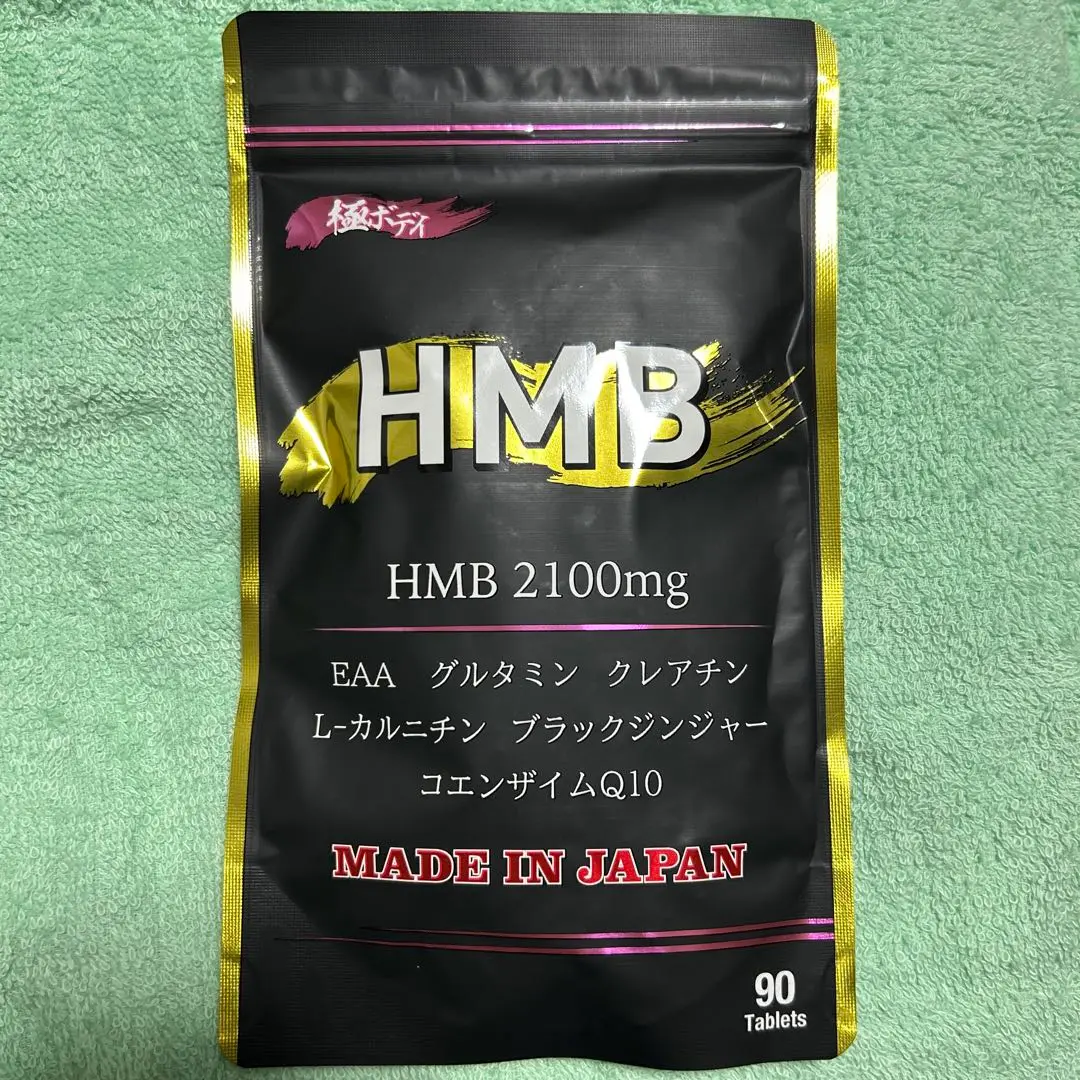 極ボディ
HMB
HMB 2100mg
EAA グルタミン クレアチン
L-カルニチン ブラックジンジャー
コエンザイムQ10
MADE IN JAPAN
90
Tablets